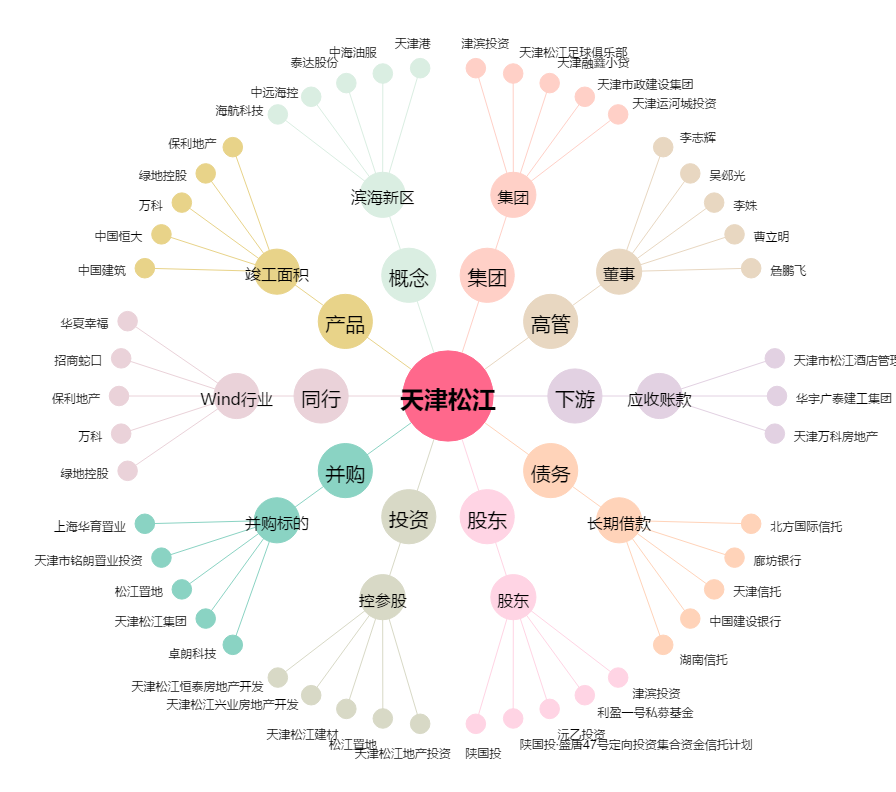 天津松江
概念
滨海新区
海航科技
中远海控
泰达股份
中海油服
天津港
集团
集团
津滨投资
天津松江足球俱乐部
天津融鑫小贷
天津市政建设集团
天津运河城投资
高管
董事
李志辉
吴邲光
李姝
曹立明
詹鹏飞
下游
应收账款
天津市松江酒店管理
华宇广泰建工集团
天津万科房地产
债务
长期借款
北方国际信托
廊坊银行
天津信托
中国建设银行
湖南信托
股东
股东
津滨投资
利盈一号私募基金
沅乙投资
陕国投·盛唐47号定向投资集合资金信托计划
陕国投
投资
控参股
天津松江地产投资
松江置地
天津松江建材
天津松江兴业房地产开发
天津松江恒泰房地产开发
并购
并购标的
卓朗科技
天津松江集团
松江置地
天津市铭朗置业投资
上海华育置业
同行
Wind行业
绿地控股
万科
保利地产
招商蛇口
华夏幸福
产品
竣工面积
中国建筑
中国恒大
万科
绿地控股
保利地产